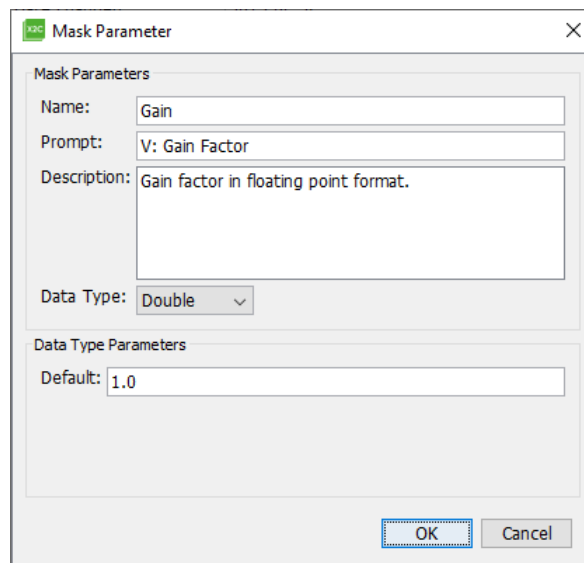 X2C Mask Parameter
Mask Parameters
Name: Gain
Prompt: V: Gain Factor
Description: Gain factor in floating point format.
Data Type: Double
Data Type Parameters
Default: 1.0
OK Cancel